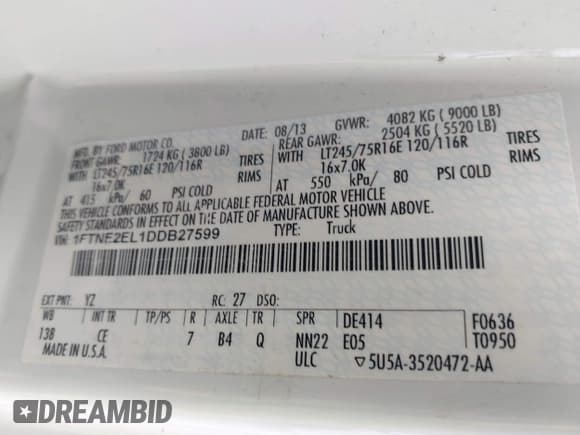 MFG. BY FORD MOTOR CO.
DATE: 08/13 GVWR: 4082 KG ( 9000 LB)
FRONT GAWR: 1724 KG ( 3800 LB) REAR GAWR: 2504 KG ( 5520 LB)
WITH LT245/75R16E 120/116R TIRES WITH LT245/75R16E 120/116R TIRES
16x7.0K RIMS 16x7.0K RIMS
AT 415 kPa/ 60 PSI COLD AT 550 kPa/ 80 PSI COLD
THIS VEHICLE CONFORMS TO ALL APPLICABLE FEDERAL MOTOR VEHICLE
SAFETY STANDARDS IN EFFECT ON THE DATE OF MANUFACTURE SHOWN ABOVE.
VIN: 1FTNE2EL1DDB27599 TYPE: Truck
EXT PNT: YZ RC: 27 DSO:
WB INT TR TP/PS R AXLE TR SPR DE414 F0636
138 CE 7 B4 Q NN22 E05 T0950
MADE IN U.S.A. ULC ▽5U5A-3520472-AA
DREAMBID